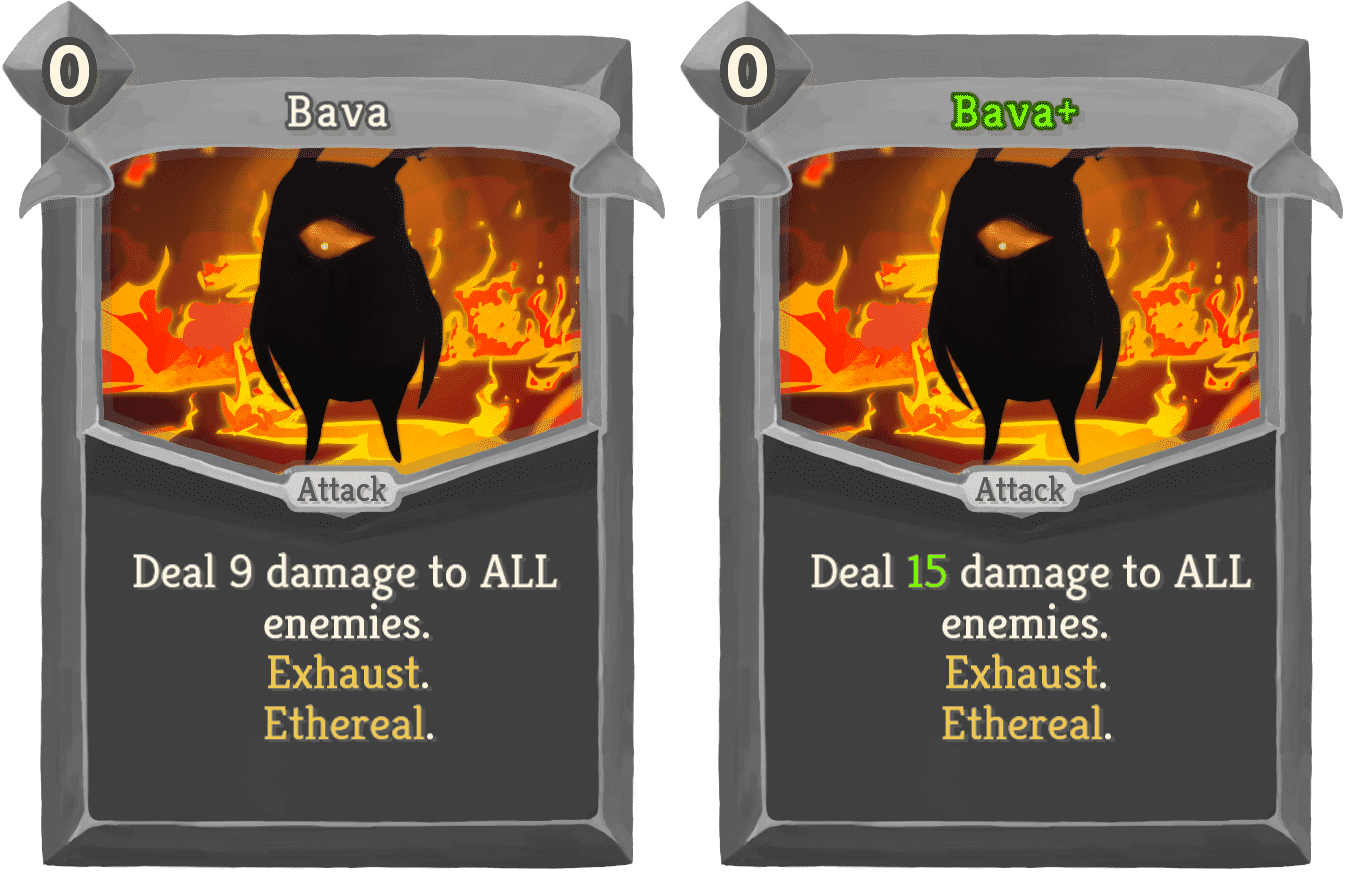 0
Bava
Attack
Deal 9 damage to ALL
enemies.
Exhaust.
Ethereal.
0
Bava+
Attack
Deal 15 damage to ALL
enemies.
Exhaust.
Ethereal.